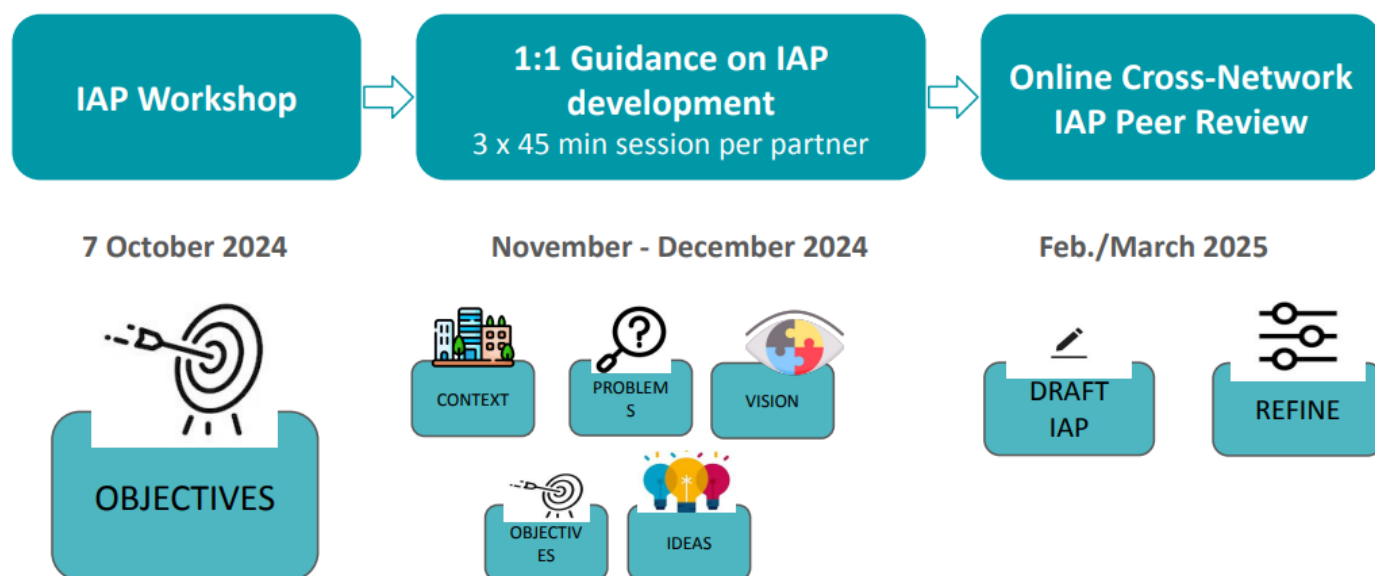 IAP Workshop
1:1 Guidance on IAP
development
3 x 45 min session per partner
Online Cross-Network
IAP Peer Review
7 October 2024
November - December 2024
Feb./March 2025
OBJECTIVES
CONTEXT
PROBLEM
S
VISION
OBJECTIV
ES
IDEAS
DRAFT
IAP
REFINE